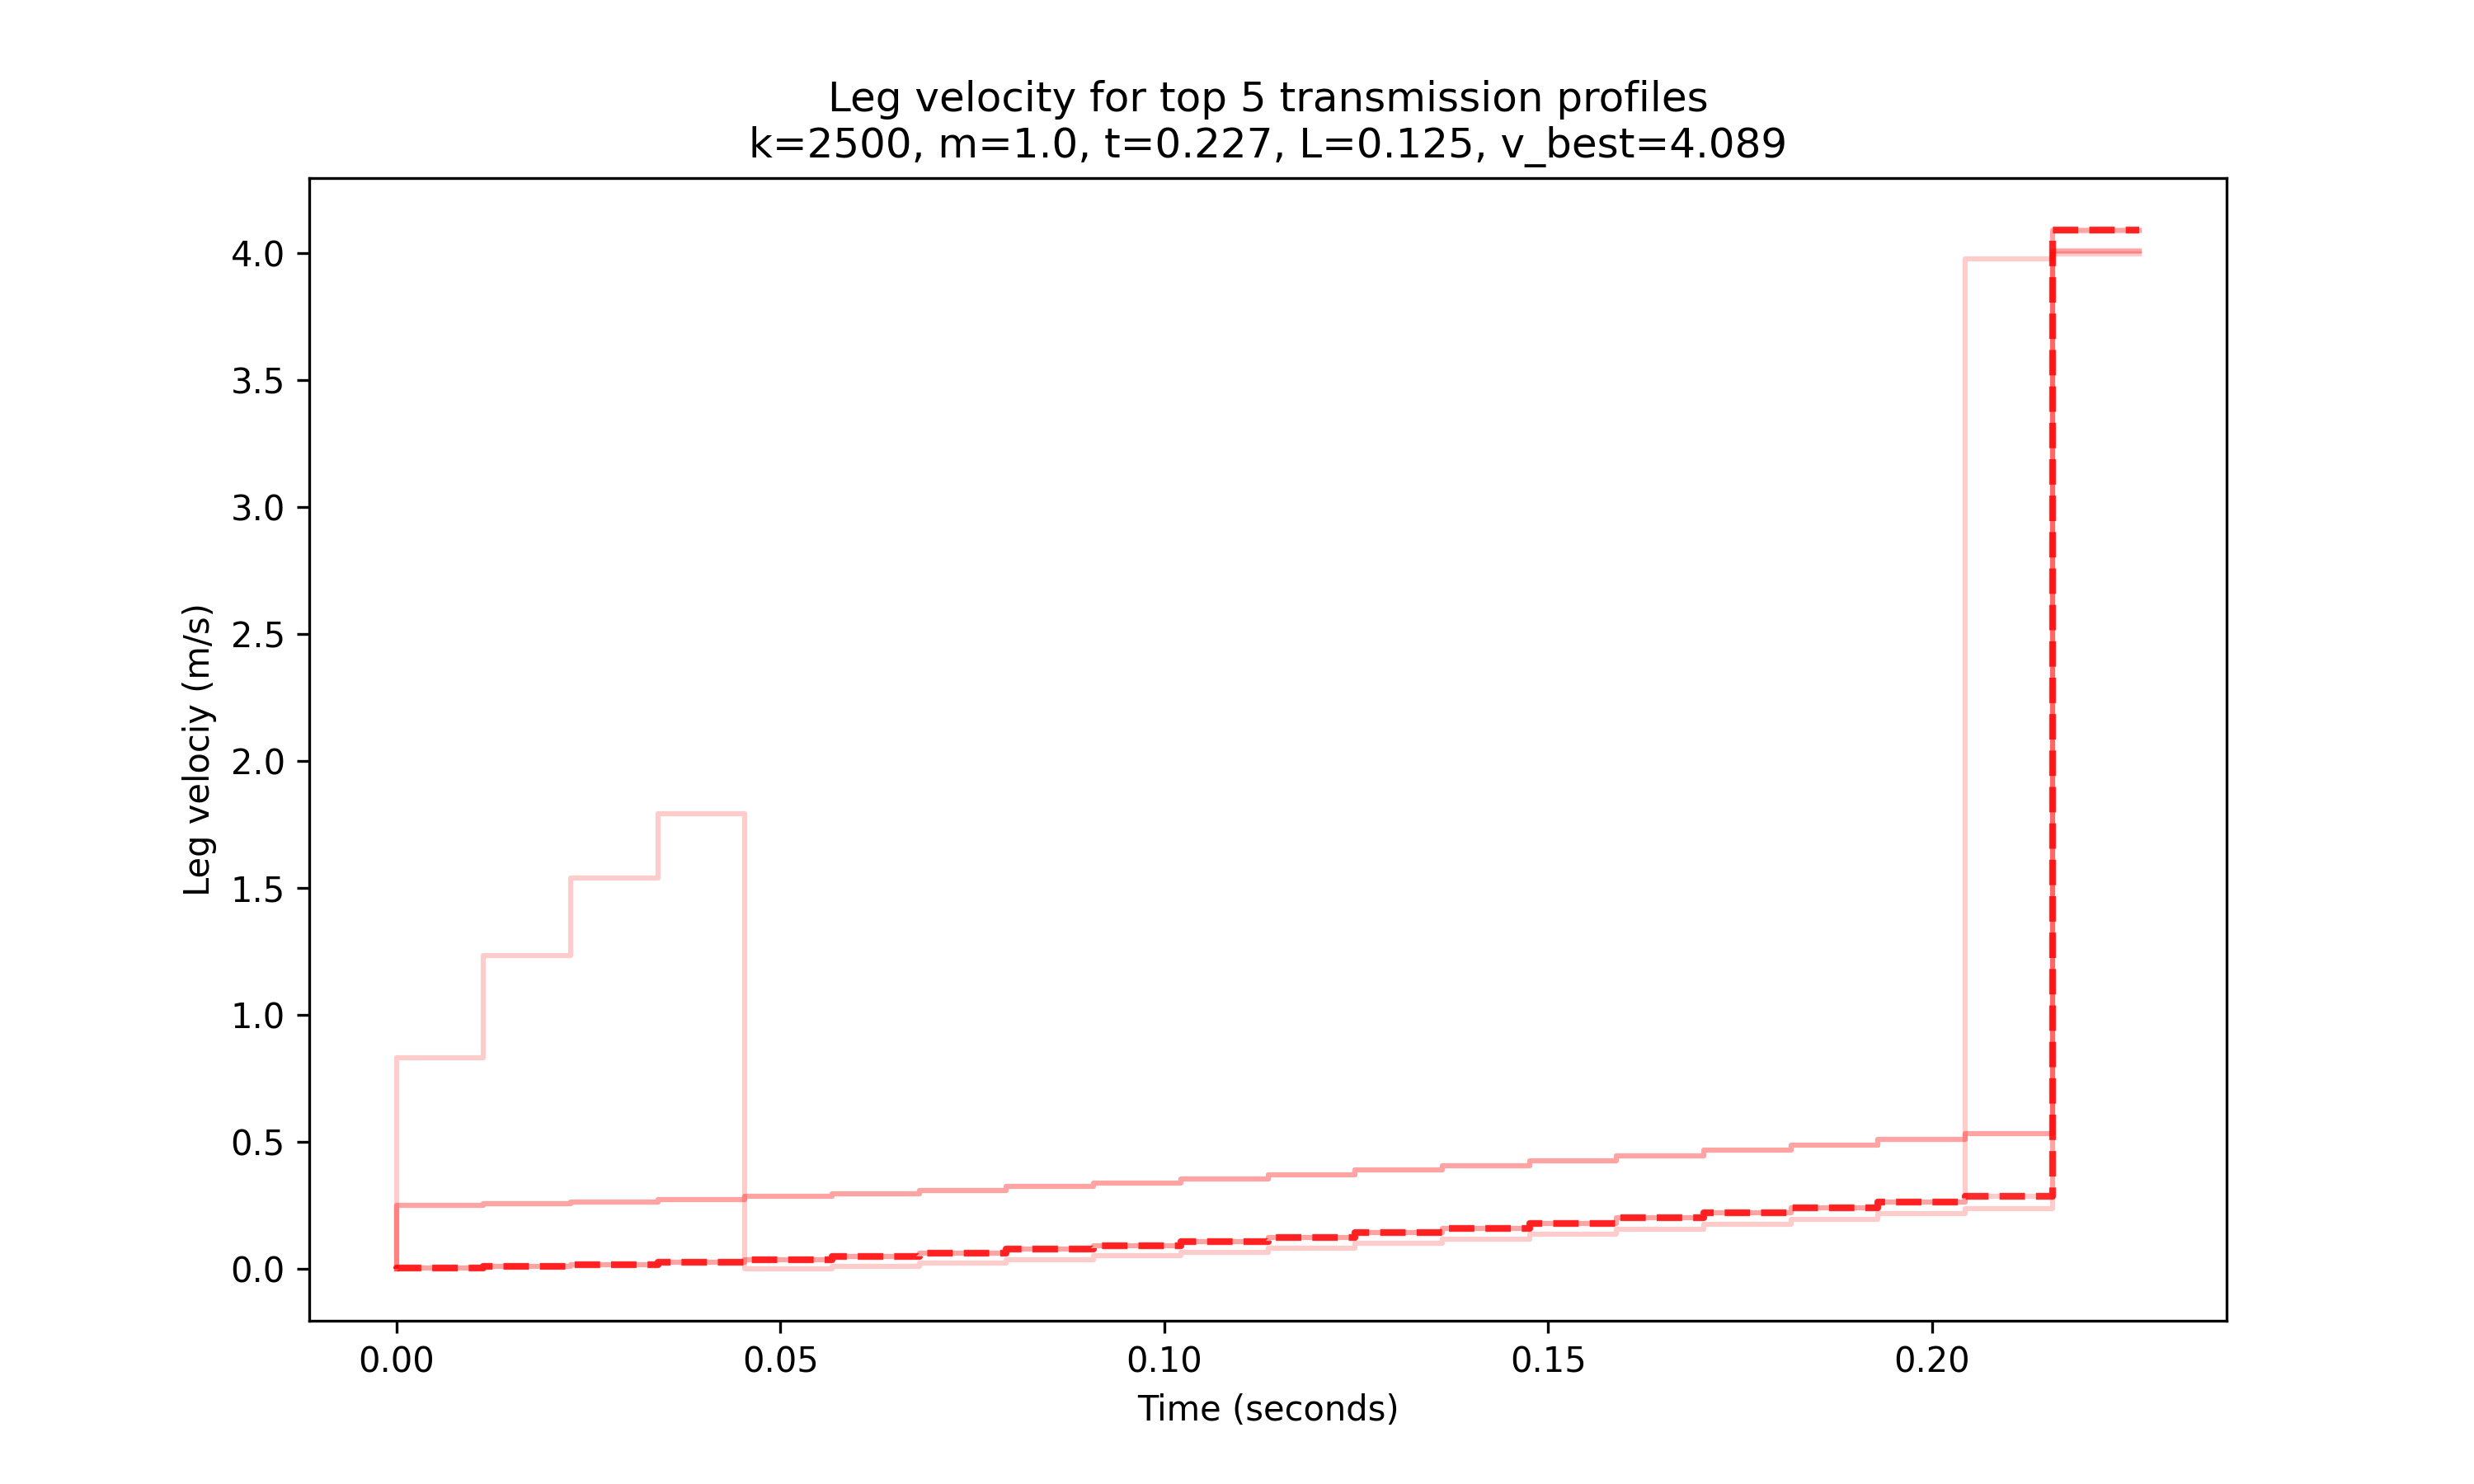 Leg velocity for top 5 transmission profiles
k=2500, m=1.0, t=0.227, L=0.125, v_best=4.089
Leg velociy (m/s)
4.0
3.5
3.0
2.5
2.0
1.5
1.0
0.5
0.0
0.00 0.05 0.10 0.15 0.20
Time (seconds)